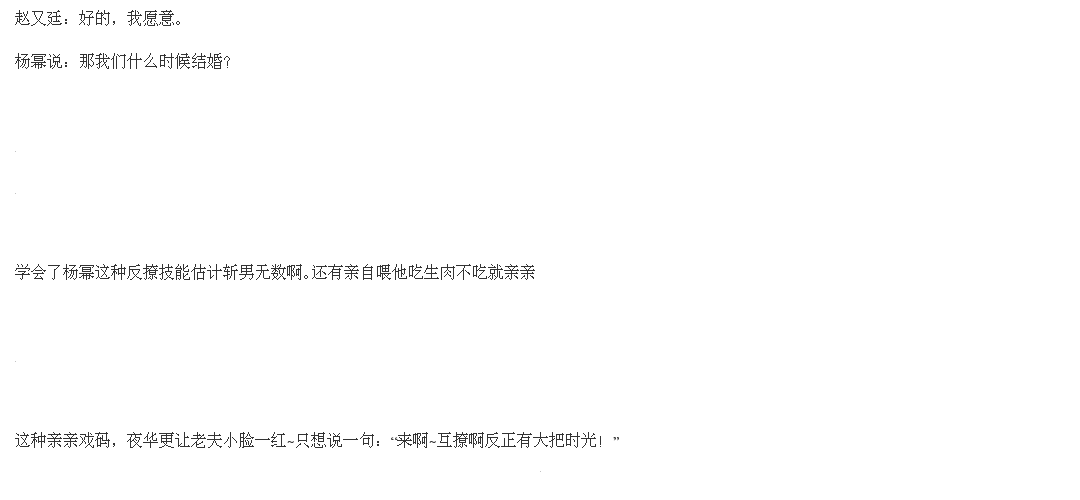 赵又廷：好的，我愿意。
杨幂说：那我们什么时候结婚？
学会了杨幂这种反撩技能估计斩男无数啊。还有亲自喂他吃生肉不吃就亲亲
这种亲亲戏码，夜华更让老夫小脸一红~只想说一句：“来啊~互撩啊反正有大把时光！”